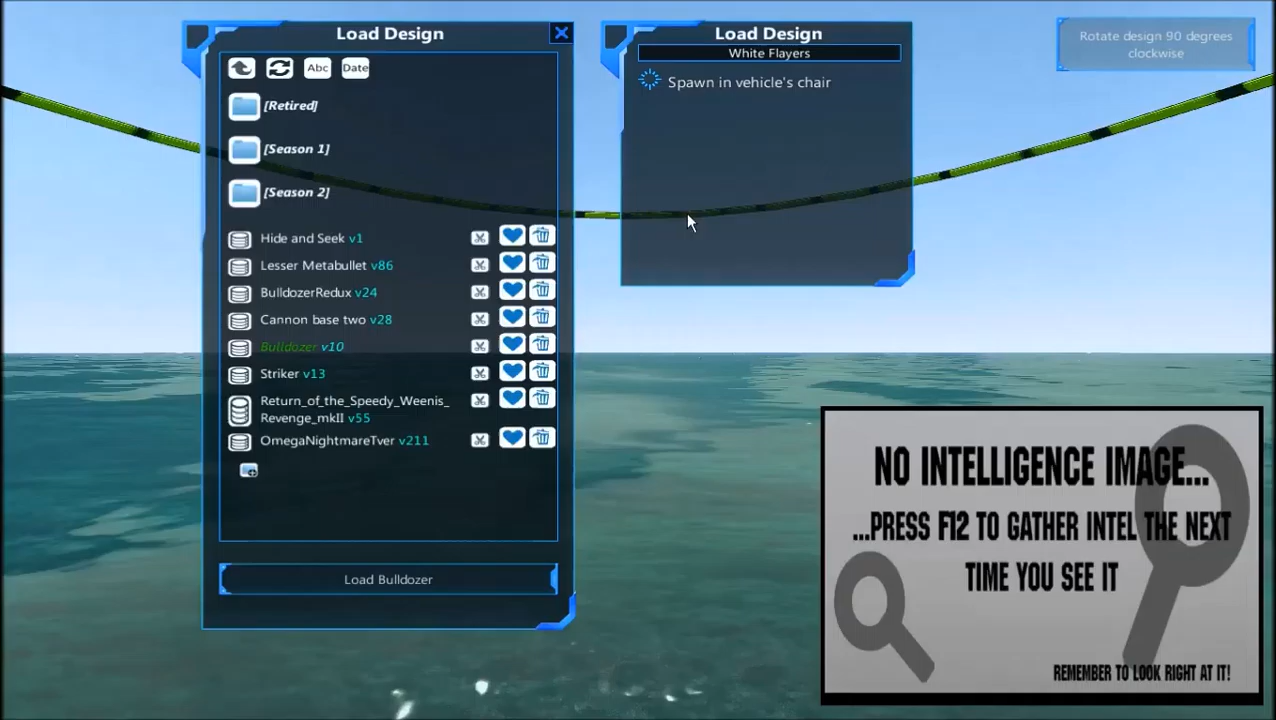 Load Design
Abc
Date
[Retired]
[Season 1]
[Season 2]
Hide and Seek v1
Lesser Metabullet v86
BulldozerRedux v24
Cannon base two v28
Bulldozer v10
Striker v13
Return_of_the_Speedy_Weenis_
Revenge_mkII v55
OmegaNightmareTver v211
Load Bulldozer
Load Design
White Flayers
Spawn in vehicle's chair
Rotate design 90 degrees
clockwise
NO INTELLIGENCE IMAGE...
...PRESS F12 TO GATHER INTEL THE NEXT
TIME YOU SEE IT
REMEMBER TO LOOK RIGHT AT IT!